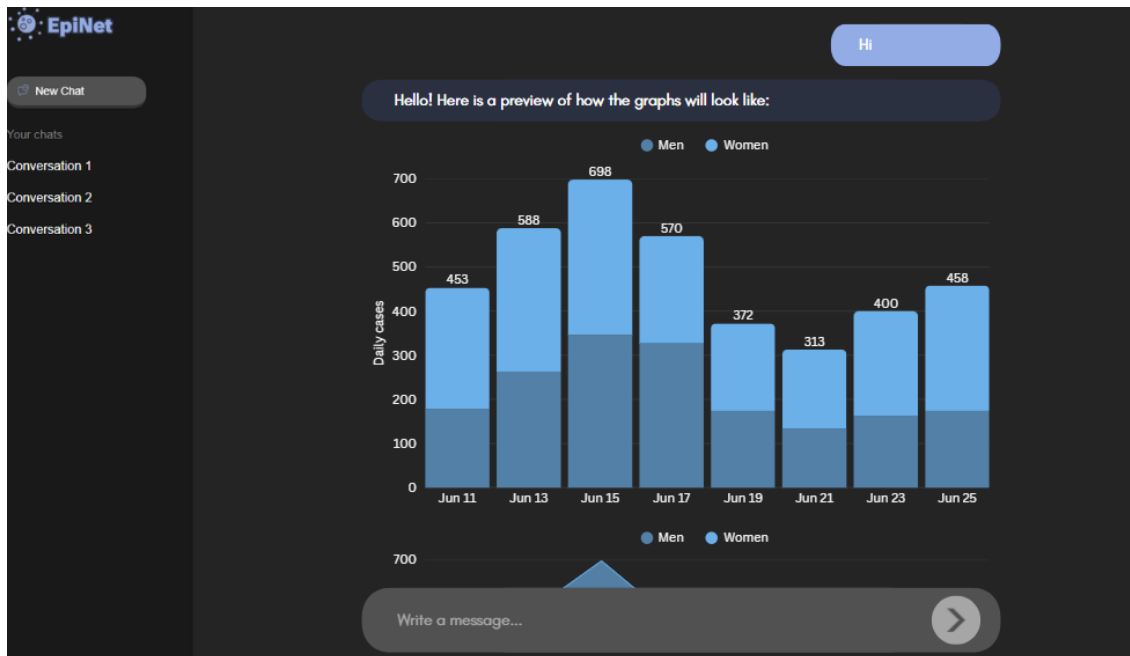 EpiNet
New Chat
Your chats
Conversation 1
Conversation 2
Conversation 3
Hi
Hello! Here is a preview of how the graphs will look like:
Men Women
Daily cases
700
600
500
400
300
200
100
0
453 588 698 570 372 313 400 458
Jun 11 Jun 13 Jun 15 Jun 17 Jun 19 Jun 21 Jun 23 Jun 25
Men Women
700
Write a message...